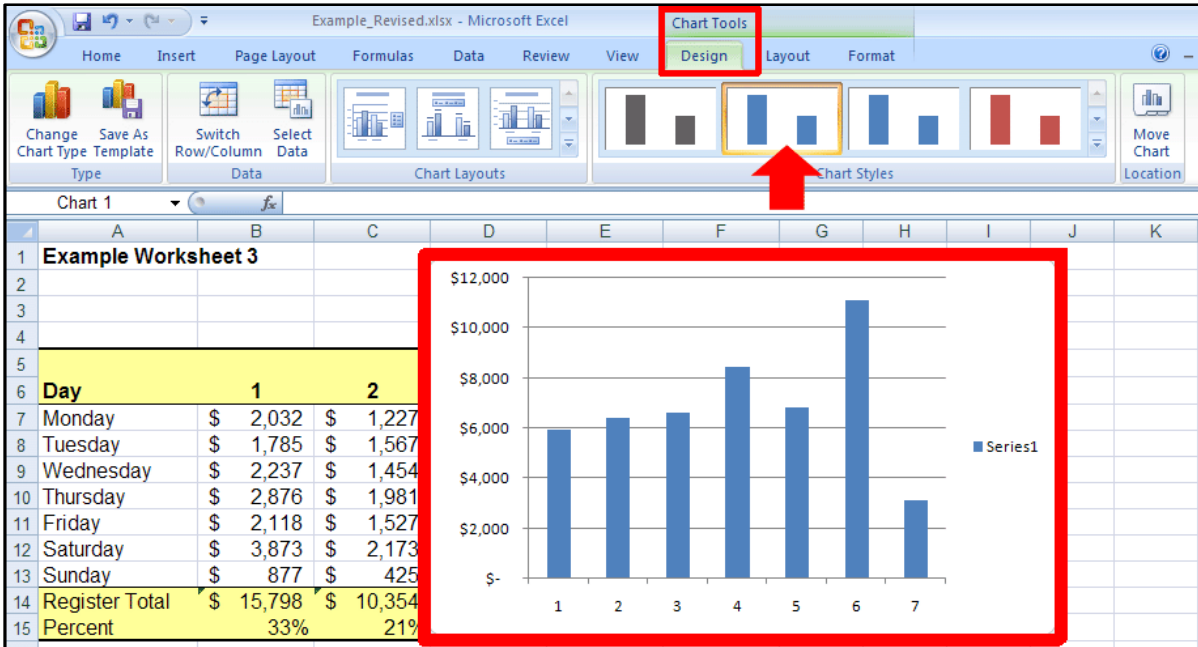 Example_Revised.xlsx - Microsoft Excel
Chart Tools
Home Insert Page Layout Formulas Data Review View Design Layout Format
Change Chart Type
Save As Template
Switch Row/Column
Select Data
Move Chart
Type Data Chart Layouts Chart Styles Location
Chart 1 fx
A B C D E F G H I J K
1 Example Worksheet 3
2
3
4
5
6 Day 1 2
7 Monday $ 2,032 $ 1,227
8 Tuesday $ 1,785 $ 1,567
9 Wednesday $ 2,237 $ 1,454
10 Thursday $ 2,876 $ 1,981
11 Friday $ 2,118 $ 1,527
12 Saturday $ 3,873 $ 2,173
13 Sunday $ 877 $ 425
14 Register Total $ 15,798 $ 10,354
15 Percent 33% 21%
$12,000
$10,000
$8,000
$6,000
$4,000
$2,000
$-
1 2 3 4 5 6 7
Series1